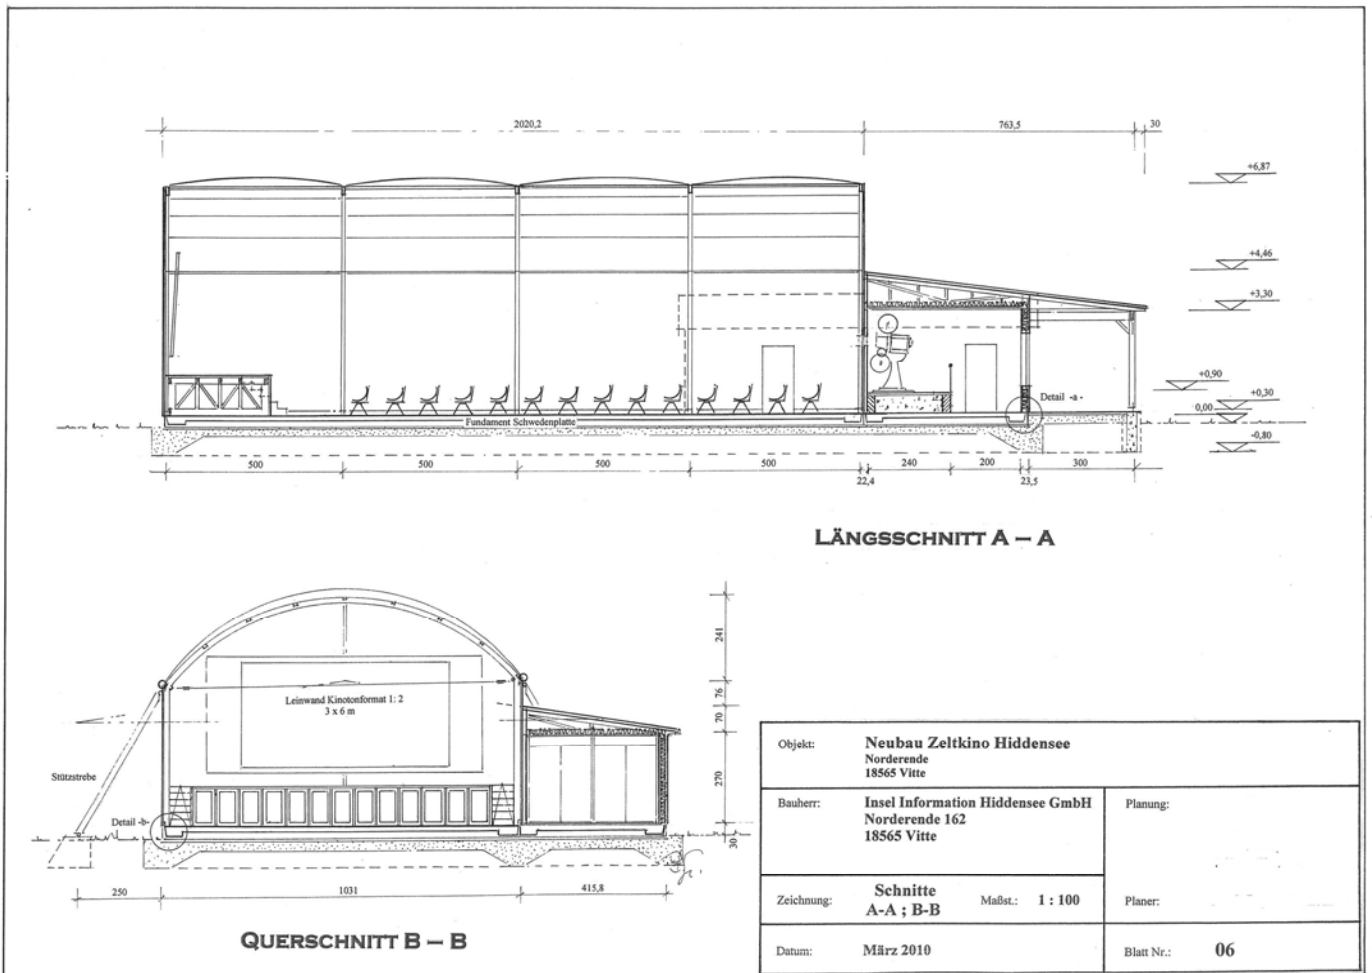 2020,2
763,5
30
+6,87
+4,46
+3,30
+0,90
+0,30
0,00
-0,80
Detail -a-
Fundament Schwedenplatte
500
500
500
500
22,4
240
200
23,5
300
LÄNGSSCHNITT A – A
Leinwand Kinotonformat 1: 2
3 x 6 m
Stützstrebe
Detail -b-
241
76
70
270
30
250
1031
415,8
QUERSCHNITT B – B
Objekt: Neubau Zeltkino Hiddensee
Norderende
18565 Vitte
Bauherr: Insel Information Hiddensee GmbH
Norderende 162
18565 Vitte
Planung:
Zeichnung: Schnitte
A-A ; B-B
Maßst.: 1 : 100
Planer:
Datum: März 2010
Blatt Nr.: 06